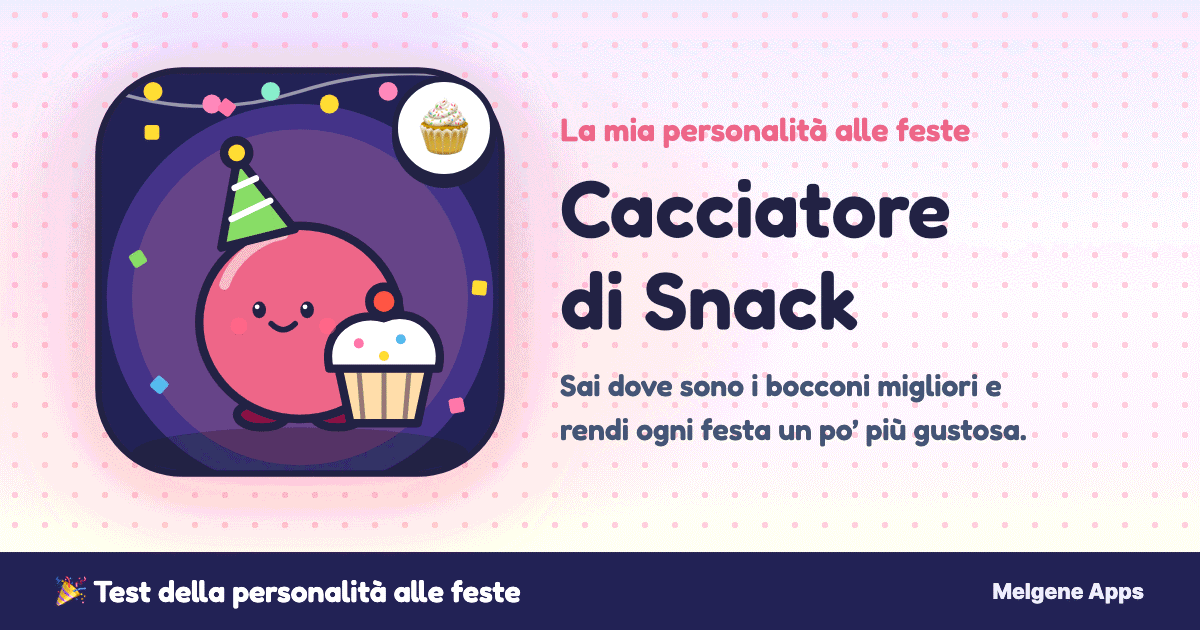 La mia personalità alle feste
Cacciatore
di Snack
Sai dove sono i bocconi migliori e
rendi ogni festa un po’ più gustosa.
Test della personalità alle feste
Melgene Apps